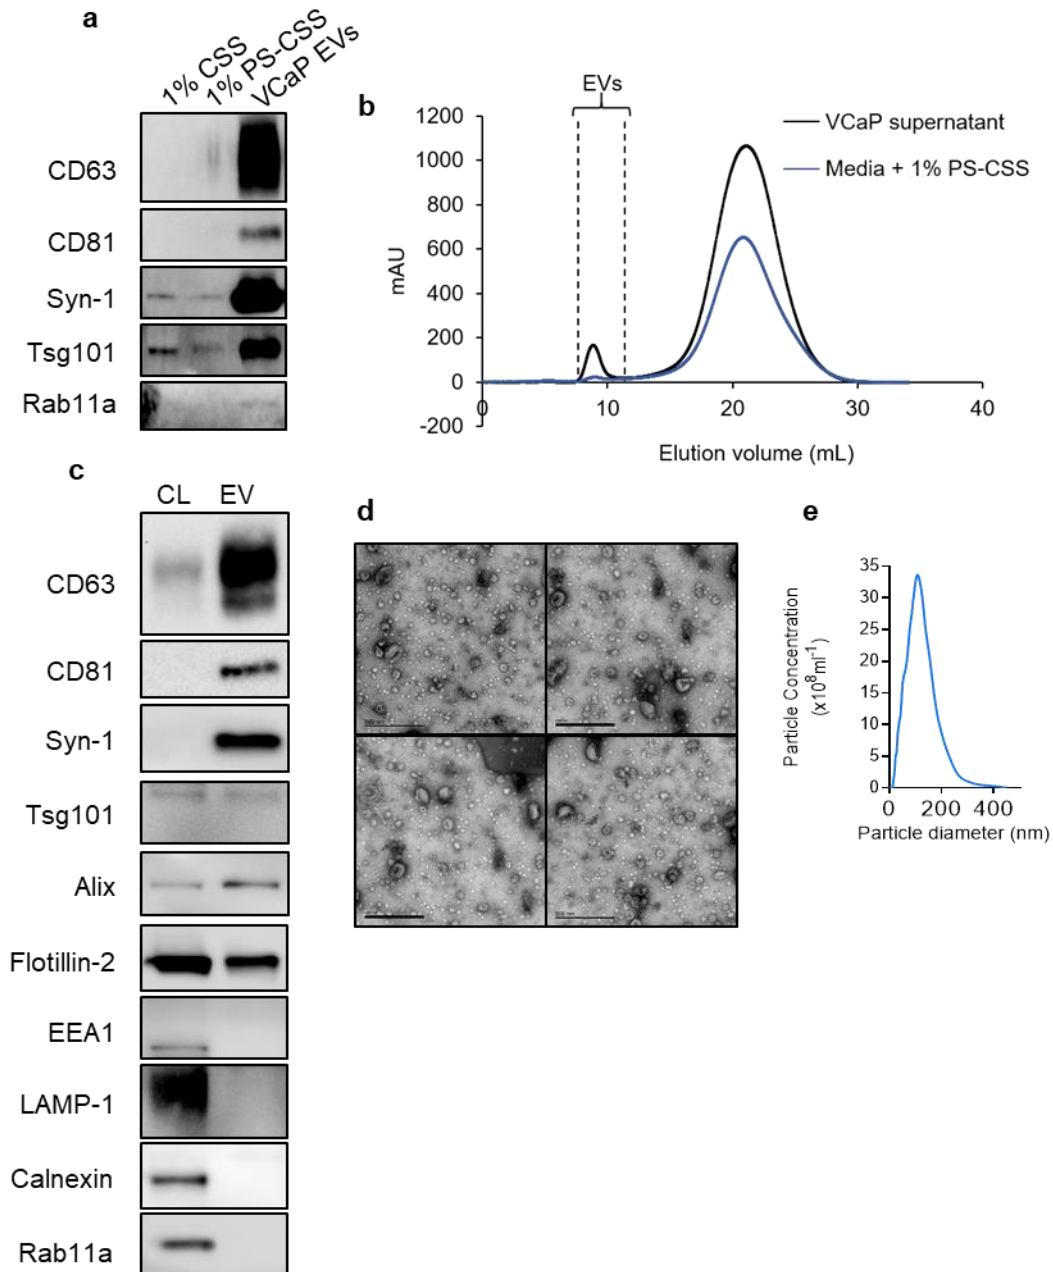 a
1% CSS
1% PS-CSS
VCaP EVs
CD63
CD81
Syn-1
Tsg101
Rab11a
b
EVs
VCaP supernatant
Media + 1% PS-CSS
mAU
1200
1000
800
600
400
200
0
-200
0
10
20
30
40
Elution volume (mL)
c
CL EV
CD63
CD81
Syn-1
Tsg101
Alix
Flotillin-2
EEA1
LAMP-1
Calnexin
Rab11a
d
500 nm
e
Particle Concentration
(x10⁸ml⁻¹)
35
30
25
20
15
10
5
0
0 200 400
Particle diameter (nm)